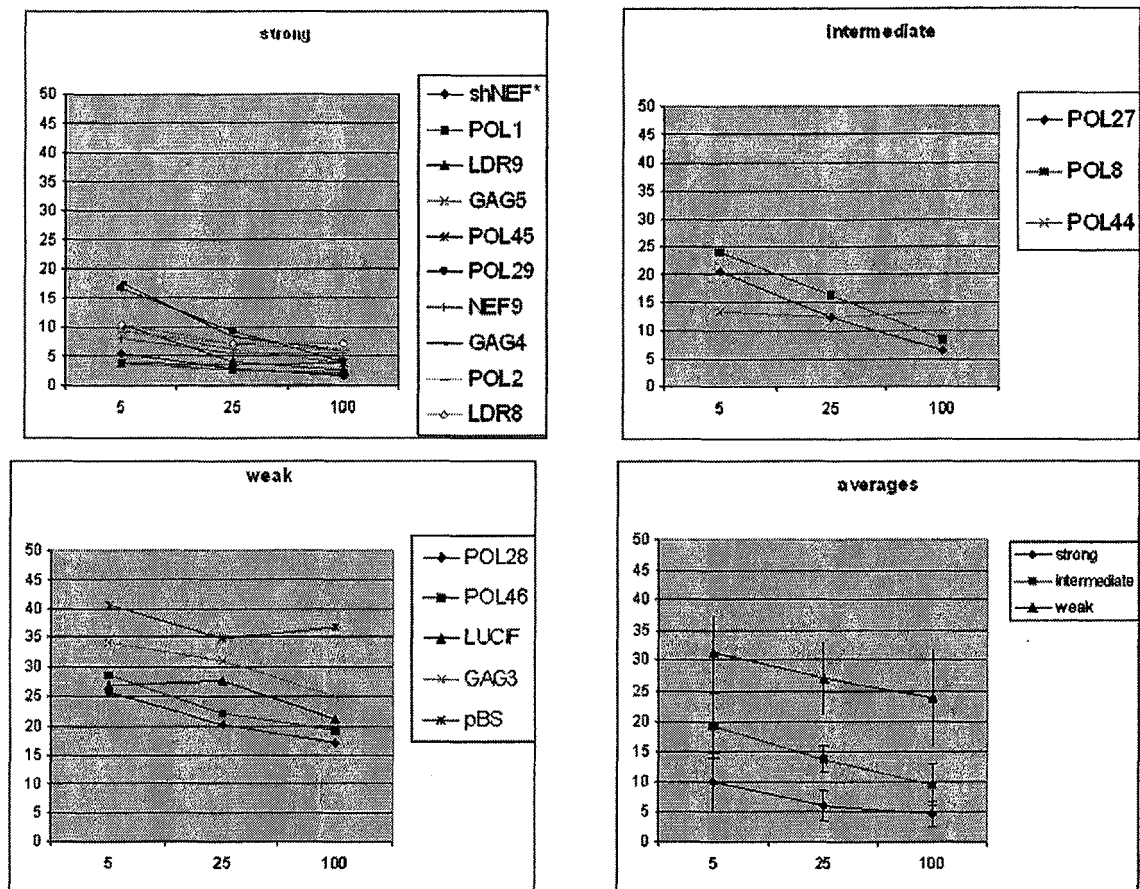 strong
50
45
40
35
30
25
20
15
10
5
0
5 25 100
shNEF*
POL1
LDR9
GAG5
POL45
POL29
NEF9
GAG4
POL2
LDR8
Intermediate
50
45
40
35
30
25
20
15
10
5
0
5 25 100
POL27
POL8
POL44
weak
50
45
40
35
30
25
20
15
10
5
0
5 25 100
POL28
POL46
LUCIF
GAG3
pBS
averages
50
45
40
35
30
25
20
15
10
5
0
5 25 100
strong
intermediate
weak